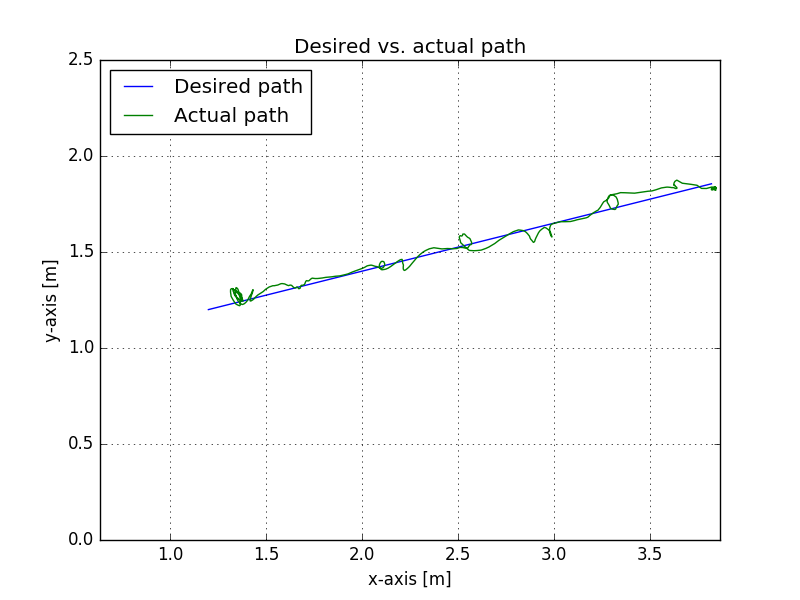 Desired vs. actual path
Desired path
Actual path
2.5
2.0
1.5
1.0
0.5
0.0
y-axis [m]
1.0 1.5 2.0 2.5 3.0 3.5
x-axis [m]